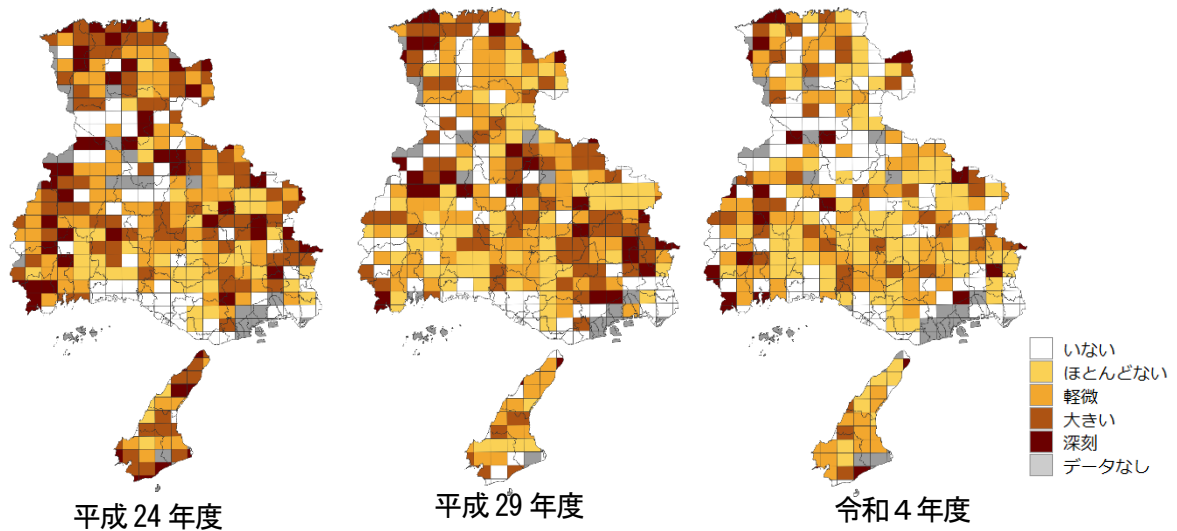 いない
ほとんどない
軽微
大きい
深刻
データなし
平成 24 年度
平成 29 年度
令和４年度